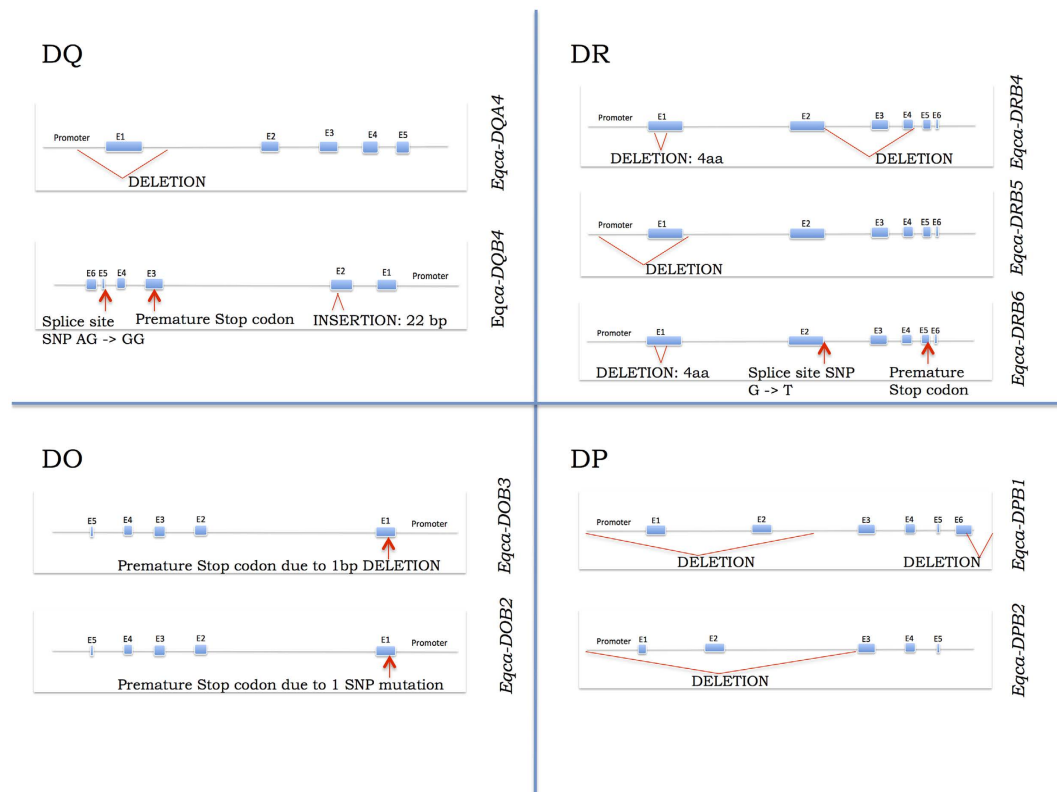 DQ
Promoter E1 E2 E3 E4 E5
DELETION
Eqca-DQA4
E6 E5 E4 E3 E2 E1 Promoter
Splice site
SNP AG -> GG
Premature Stop codon
INSERTION: 22 bp
Eqca-DQB4
DR
Promoter E1 E2 E3 E4 E5 E6
DELETION: 4aa
DELETION
Eqca-DRB4
Promoter E1 E2 E3 E4 E5 E6
DELETION
Eqca-DRB5
Promoter E1 E2 E3 E4 E5 E6
DELETION: 4aa
Splice site SNP
G -> T
Premature
Stop codon
Eqca-DRB6
DO
E5 E4 E3 E2 E1 Promoter
Premature Stop codon due to 1bp DELETION
Eqca-DOB3
E5 E4 E3 E2 E1 Promoter
Premature Stop codon due to 1 SNP mutation
Eqca-DOB2
DP
Promoter E1 E2 E3 E4 E5 E6
DELETION
DELETION
Eqca-DPB1
Promoter E1 E2 E3 E4 E5
DELETION
Eqca-DPB2